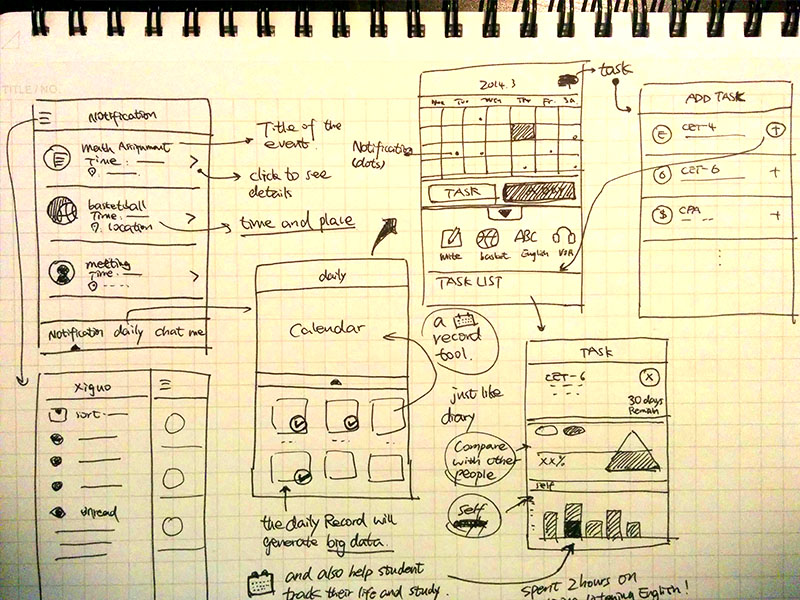 TITLE / NO.
Notification
Math Assignment
Time :
basketball
Time :
Location
meeting
Time :
Notification daily chat me
Title of the
event.
click to see
details
time and place
xiguo
sort
unread
daily
Calendar
the daily Record will
generate big data.
and also help student
track their life and study.
2014.3
Tue
Fri. Sa
Notification
(dots)
TASK
write basket English VOA
ABC
TASK LIST
a
record
tool.
just like
diary
Compare
with other
people
self
task
ADD TASK
CET-4
CET-6
CPA
TASK
CET-6
30 days
Remain
XX%
self
spent 2 hours on
listening English!